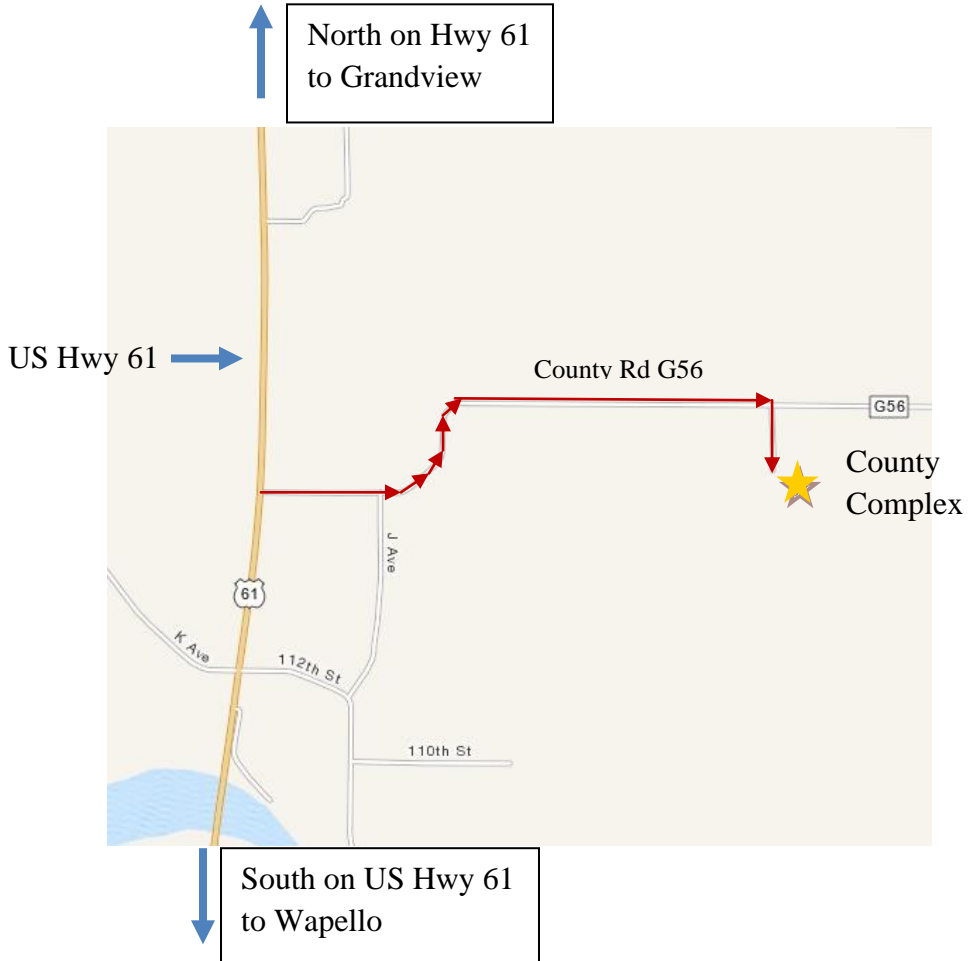 North on Hwy 61
to Grandview
US Hwy 61
County Rd G56
G56
County
Complex
J Ave
61
K Ave
112th St
110th St
South on US Hwy 61
to Wapello